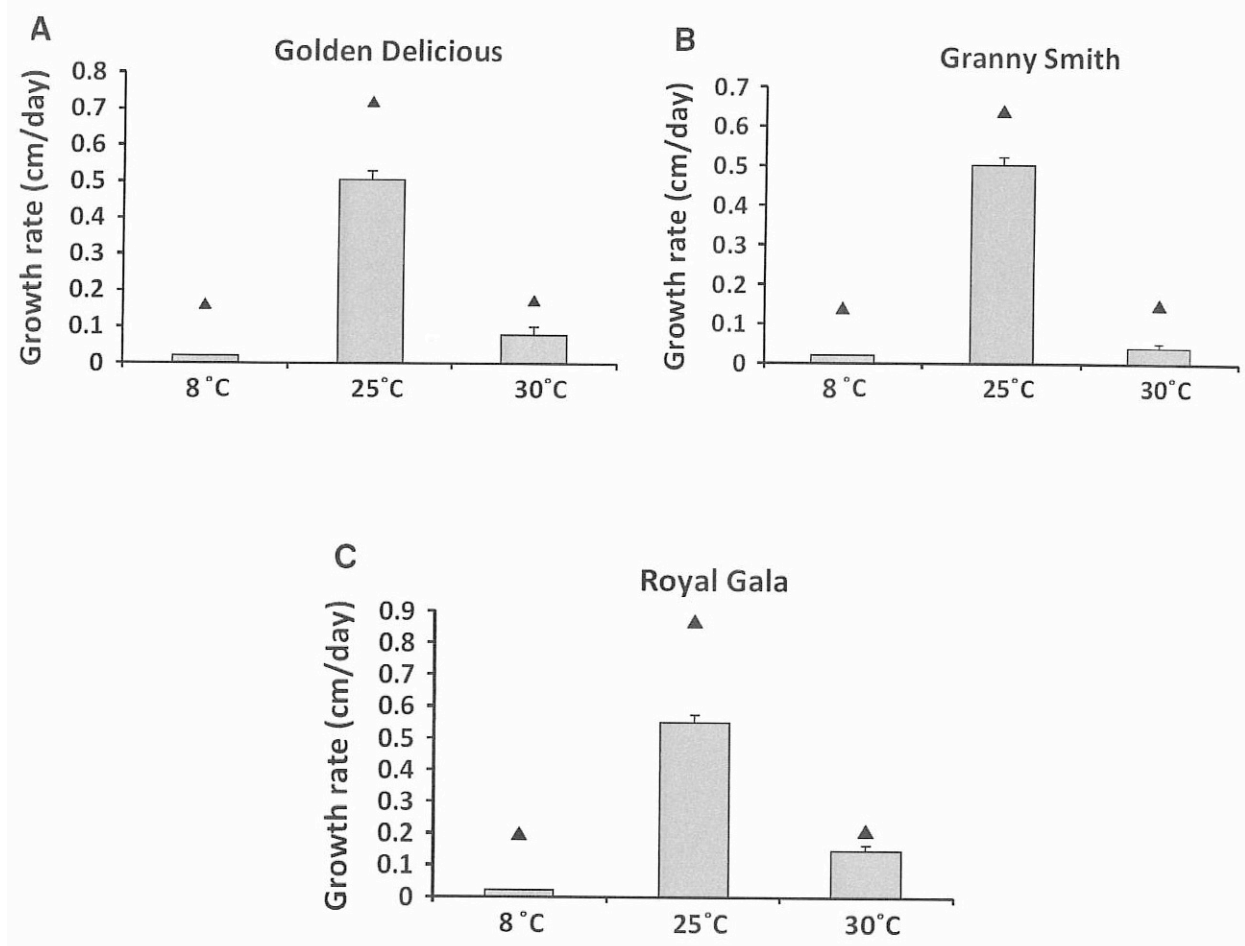 A
Golden Delicious
Growth rate (cm/day)
0.8
0.7
0.6
0.5
0.4
0.3
0.2
0.1
0
8 °C
25°C
30°C
B
Granny Smith
Growth rate (cm/day)
0.7
0.6
0.5
0.4
0.3
0.2
0.1
0
8 °C
25°C
30°C
C
Royal Gala
Growth rate (cm/day)
0.9
0.8
0.7
0.6
0.5
0.4
0.3
0.2
0.1
0
8 °C
25°C
30°C